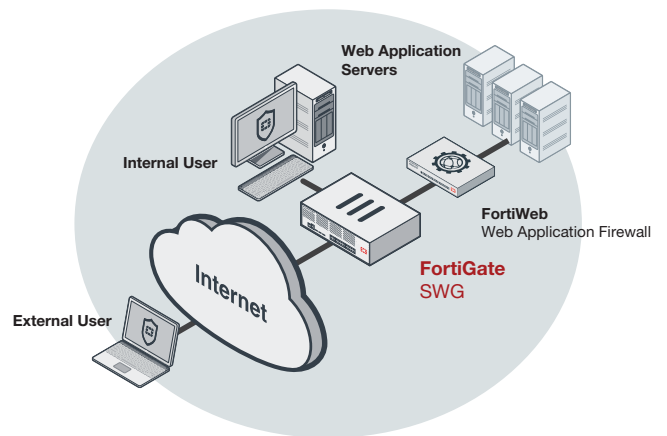 Web Application
Servers
Internal User
FortiWeb
Web Application Firewall
FortiGate
SWG
Internet
External User